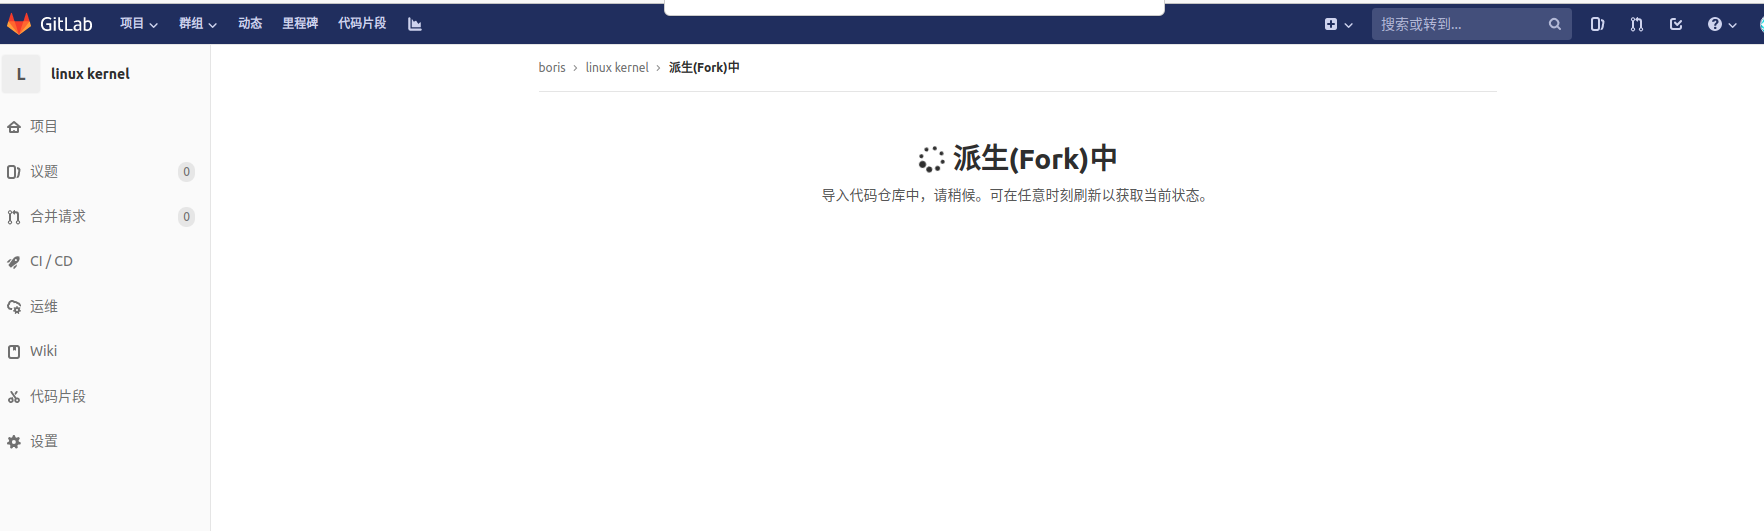 GitLab 项目 群组 动态 里程碑 代码片段 搜索或转到...
L linux kernel
项目
议题 0
合并请求 0
CI / CD
运维
Wiki
代码片段
设置
boris › linux kernel › 派生(Fork)中
派生(Fork)中
导入代码仓库中，请稍候。可在任意时刻刷新以获取当前状态。